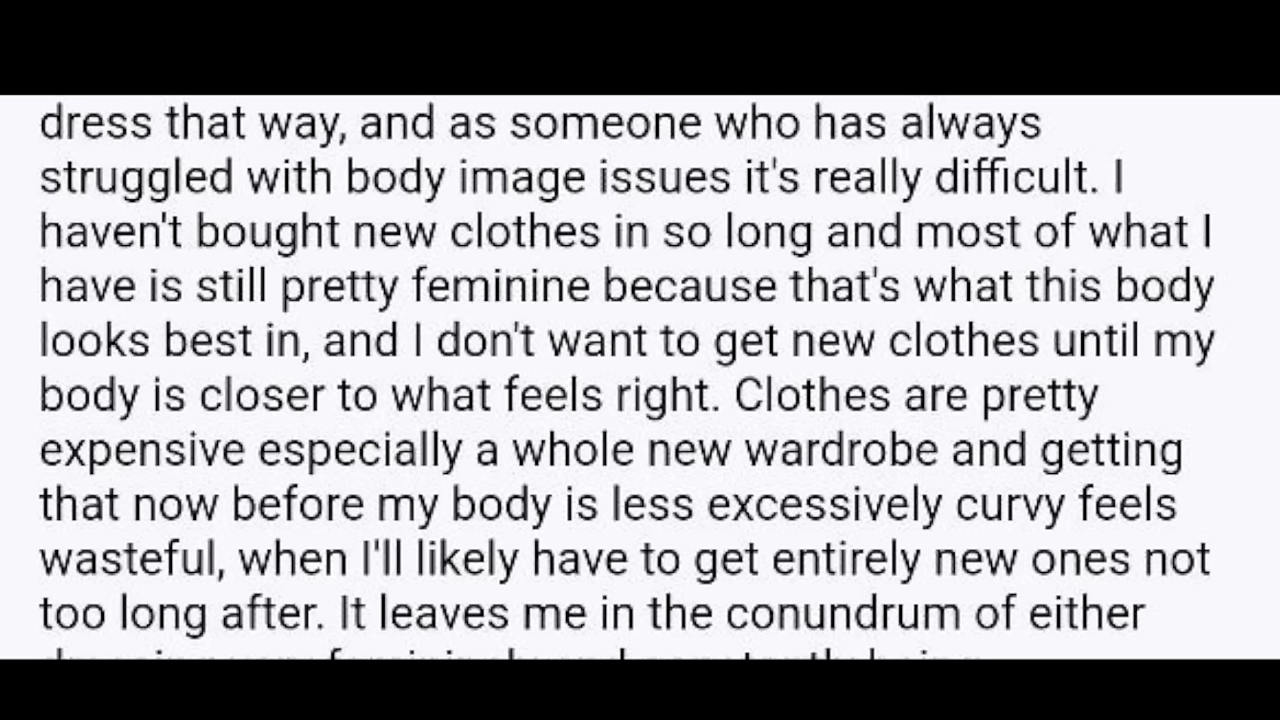 dress that way, and as someone who has always
struggled with body image issues it's really difficult. I
haven't bought new clothes in so long and most of what I
have is still pretty feminine because that's what this body
looks best in, and I don't want to get new clothes until my
body is closer to what feels right. Clothes are pretty
expensive especially a whole new wardrobe and getting
that now before my body is less excessively curvy feels
wasteful, when I'll likely have to get entirely new ones not
too long after. It leaves me in the conundrum of either